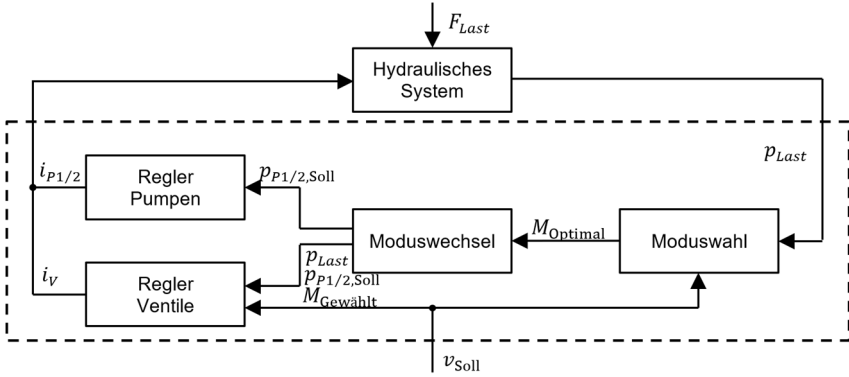 F_Last
Hydraulisches
System
p_Last
i_P1/2
Regler
Pumpen
p_P1/2,Soll
Moduswechsel
M_Optimal
Moduswahl
p_Last
p_P1/2,Soll
M_Gewählt
i_V
Regler
Ventile
v_Soll